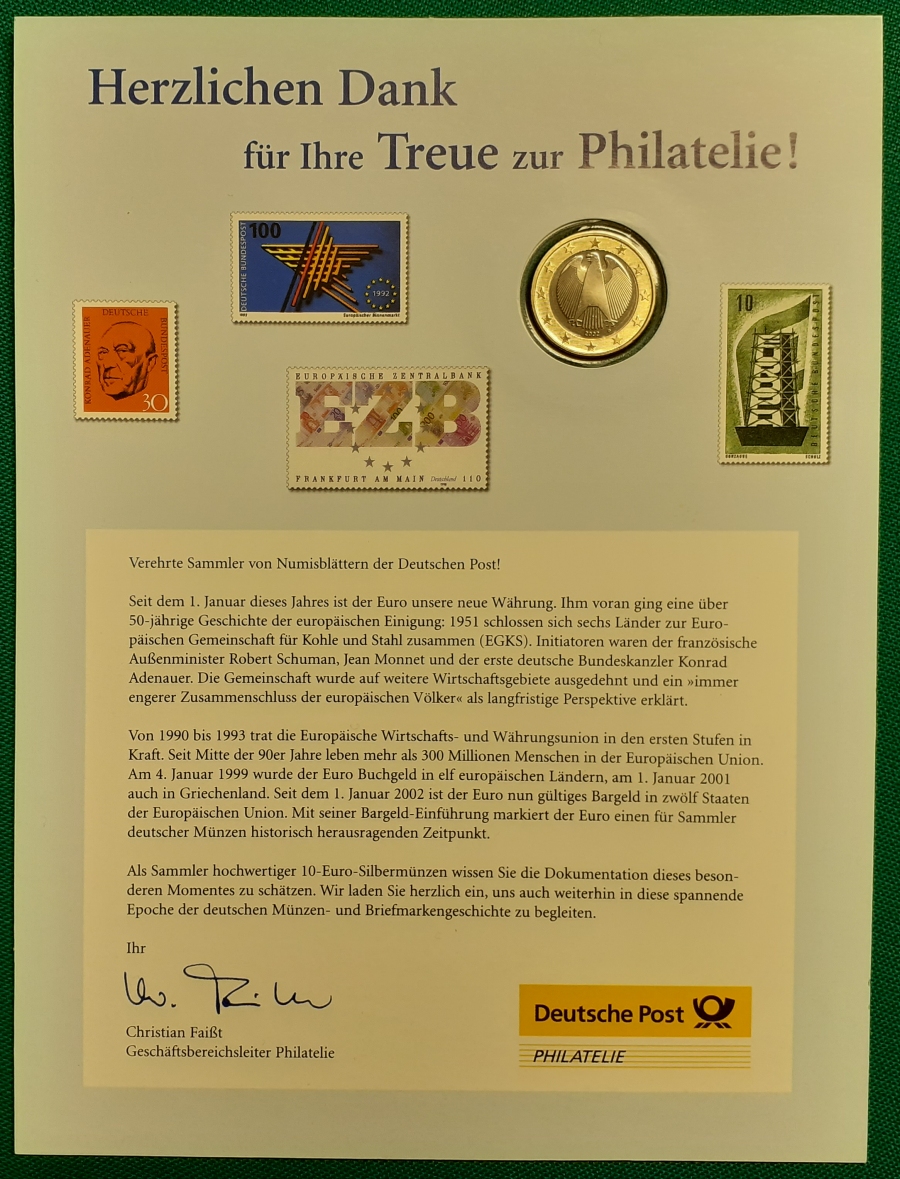 Herzlichen Dank
für Ihre Treue zur Philatelie!
DEUTSCHE BUNDESPOST
100
1992
Europäischer Binnenmarkt
KONRAD ADENAUER
DEUTSCHE
BUNDESPOST
30
EUROPÄISCHE ZENTRALBANK
EZB
FRANKFURT AM MAIN Deutschland 110
2002
10
DEUTSCHE BUNDESPOST
Verehrte Sammler von Numisblättern der Deutschen Post!
Seit dem 1. Januar dieses Jahres ist der Euro unsere neue Währung. Ihm voran ging eine über
50-jährige Geschichte der europäischen Einigung: 1951 schlossen sich sechs Länder zur Euro-
päischen Gemeinschaft für Kohle und Stahl zusammen (EGKS). Initiatoren waren der französische
Außenminister Robert Schuman, Jean Monnet und der erste deutsche Bundeskanzler Konrad
Adenauer. Die Gemeinschaft wurde auf weitere Wirtschaftsgebiete ausgedehnt und ein »immer
engerer Zusammenschluss der europäischen Völker« als langfristige Perspektive erklärt.
Von 1990 bis 1993 trat die Europäische Wirtschafts- und Währungsunion in den ersten Stufen in
Kraft. Seit Mitte der 90er Jahre leben mehr als 300 Millionen Menschen in der Europäischen Union.
Am 4. Januar 1999 wurde der Euro Buchgeld in elf europäischen Ländern, am 1. Januar 2001
auch in Griechenland. Seit dem 1. Januar 2002 ist der Euro nun gültiges Bargeld in zwölf Staaten
der Europäischen Union. Mit seiner Bargeld-Einführung markiert der Euro einen für Sammler
deutscher Münzen historisch herausragenden Zeitpunkt.
Als Sammler hochwertiger 10-Euro-Silbermünzen wissen Sie die Dokumentation dieses beson-
deren Momentes zu schätzen. Wir laden Sie herzlich ein, uns auch weiterhin in diese spannende
Epoche der deutschen Münzen- und Briefmarkengeschichte zu begleiten.
Ihr
Christian Faißt
Geschäftsbereichsleiter Philatelie
Deutsche Post
PHILATELIE